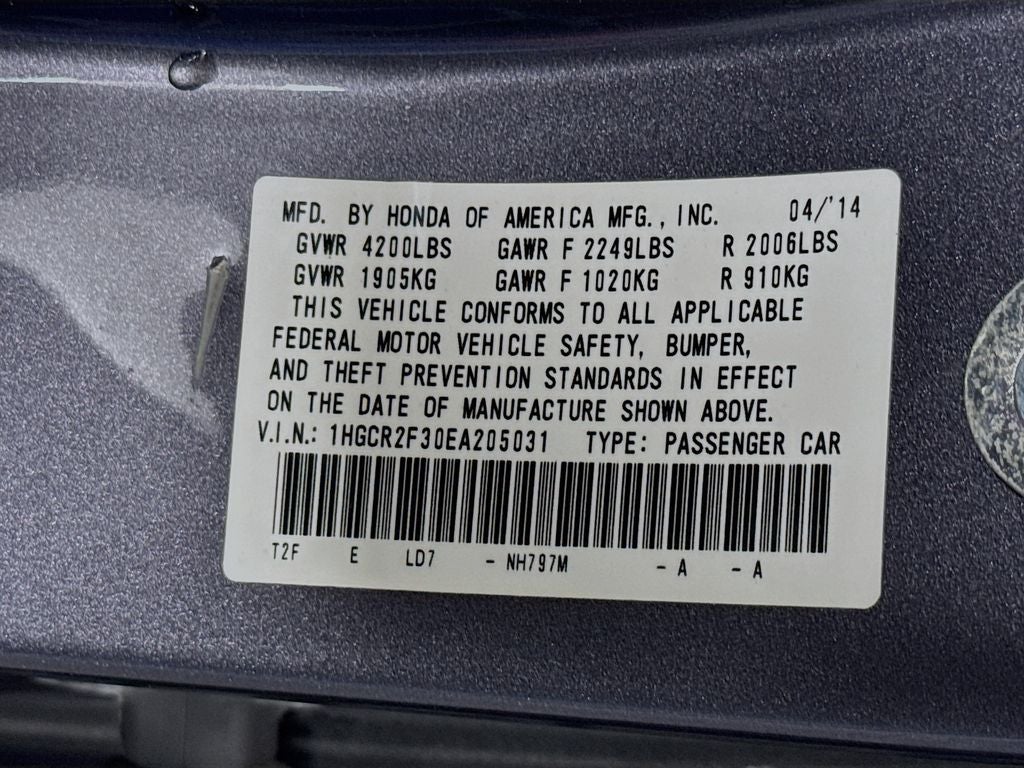 MFD. BY HONDA OF AMERICA MFG., INC. 04/'14
GVWR 4200LBS GAWR F 2249LBS R 2006LBS
GVWR 1905KG GAWR F 1020KG R 910KG
THIS VEHICLE CONFORMS TO ALL APPLICABLE
FEDERAL MOTOR VEHICLE SAFETY, BUMPER,
AND THEFT PREVENTION STANDARDS IN EFFECT
ON THE DATE OF MANUFACTURE SHOWN ABOVE.
V.I.N.: 1HGCR2F30EA205031 TYPE: PASSENGER CAR
T2F E LD7 - NH797M - A - A